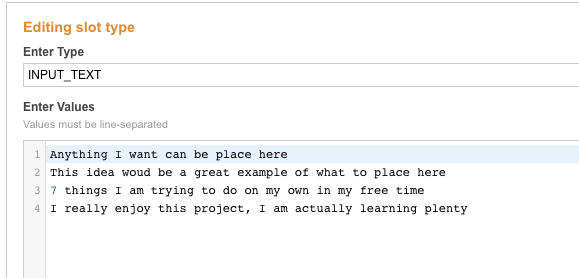 Editing slot type
Enter Type
INPUT_TEXT
Enter Values
Values must be line-separated
1 Anything I want can be place here
2 This idea woud be a great example of what to place here
3 7 things I am trying to do on my own in my free time
4 I really enjoy this project, I am actually learning plenty